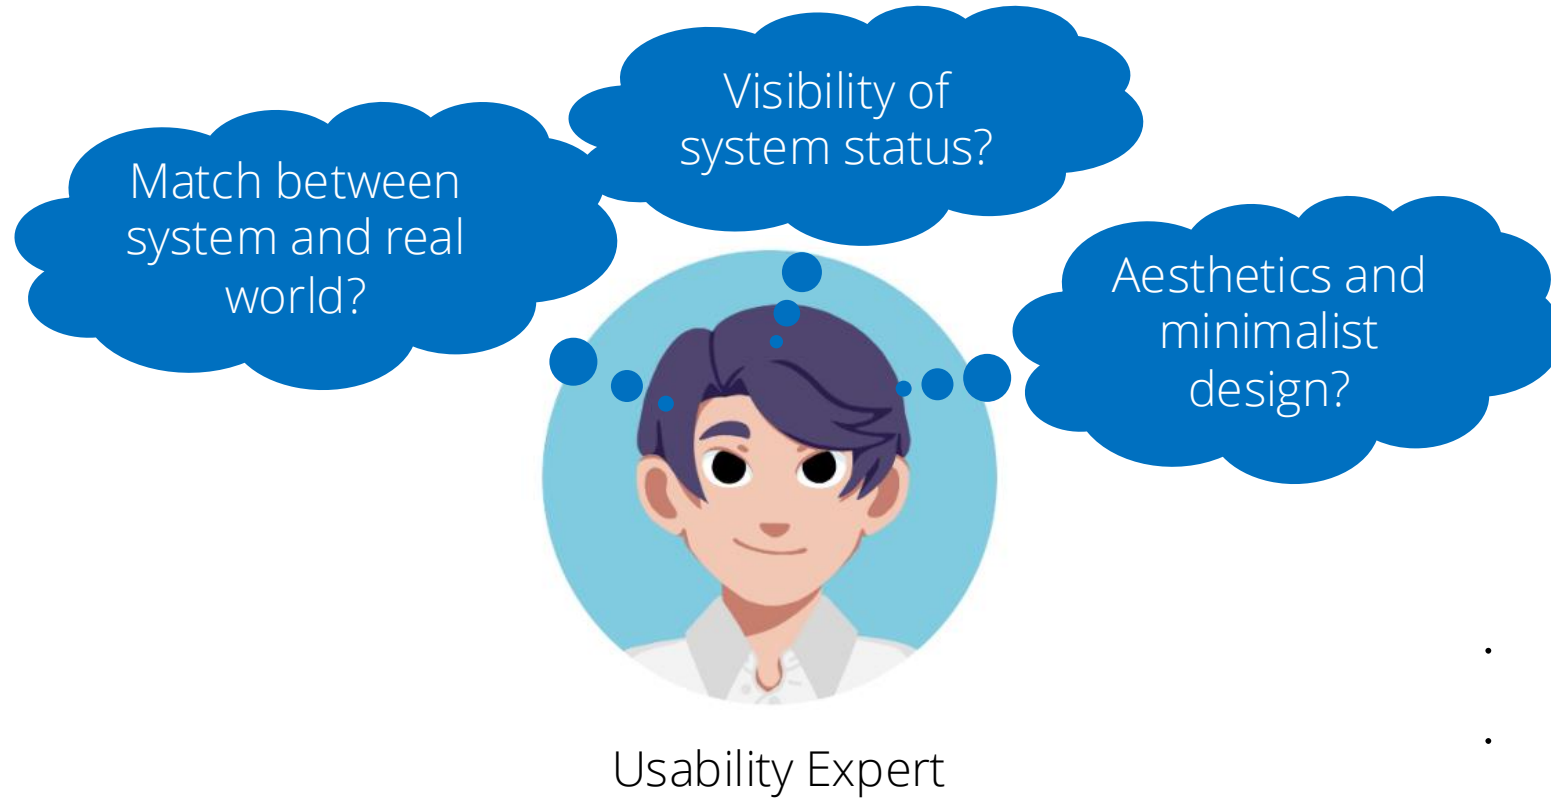 Visibility of
system status?
Match between
system and real
world?
Aesthetics and
minimalist
design?
Usability Expert